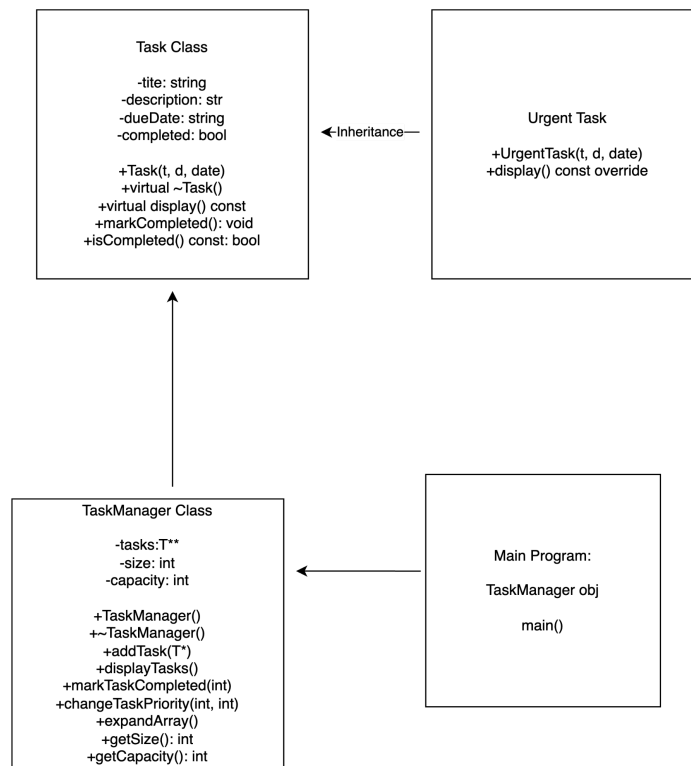 Task Class
-tite: string
-description: str
-dueDate: string
-completed: bool
+Task(t, d, date)
+virtual ~Task()
+virtual display() const
+markCompleted(): void
+isCompleted() const: bool
Inheritance
Urgent Task
+UrgentTask(t, d, date)
+display() const override
TaskManager Class
-tasks:T**
-size: int
-capacity: int
+TaskManager()
+~TaskManager()
+addTask(T*)
+displayTasks()
+markTaskCompleted(int)
+changeTaskPriority(int, int)
+expandArray()
+getSize(): int
+getCapacity(): int
Main Program:
TaskManager obj
main()